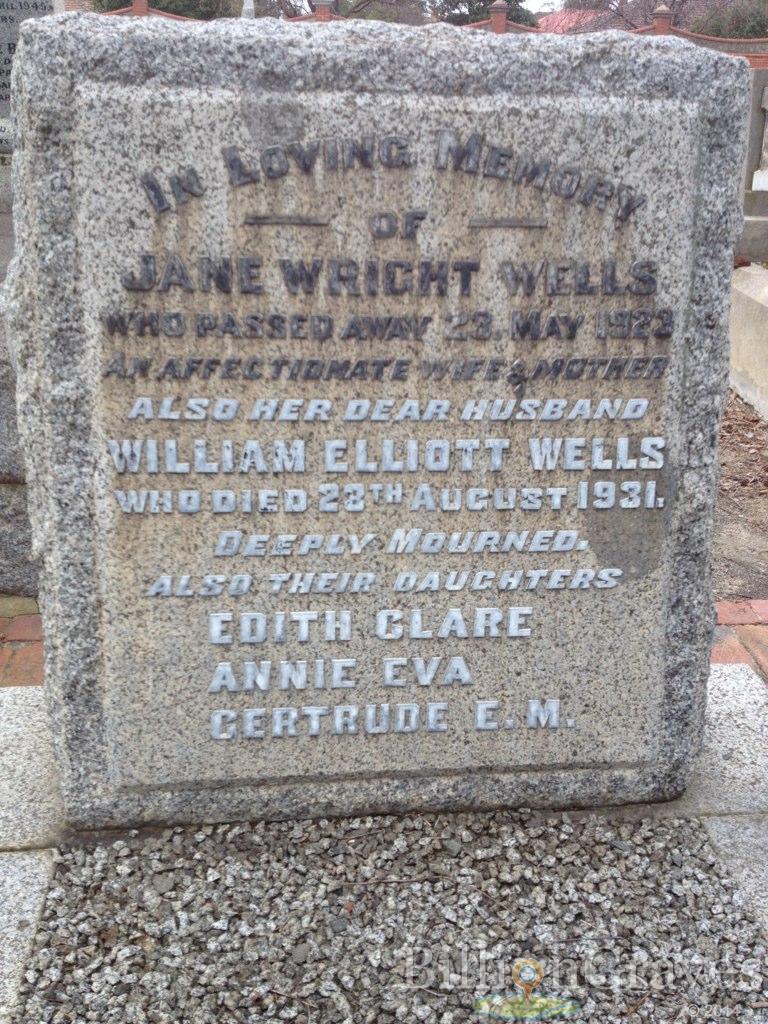 IN LOVING MEMORY
OF
JANE WRIGHT WELLS
WHO PASSED AWAY 23. MAY 1923
AN AFFECTIONATE WIFE & MOTHER
ALSO HER DEAR HUSBAND
WILLIAM ELLIOTT WELLS
WHO DIED 28TH AUGUST 1931.
DEEPLY MOURNED.
ALSO THEIR DAUGHTERS
EDITH CLARE
ANNIE EVA
GERTRUDE E. M.
BillionGraves
© 2014